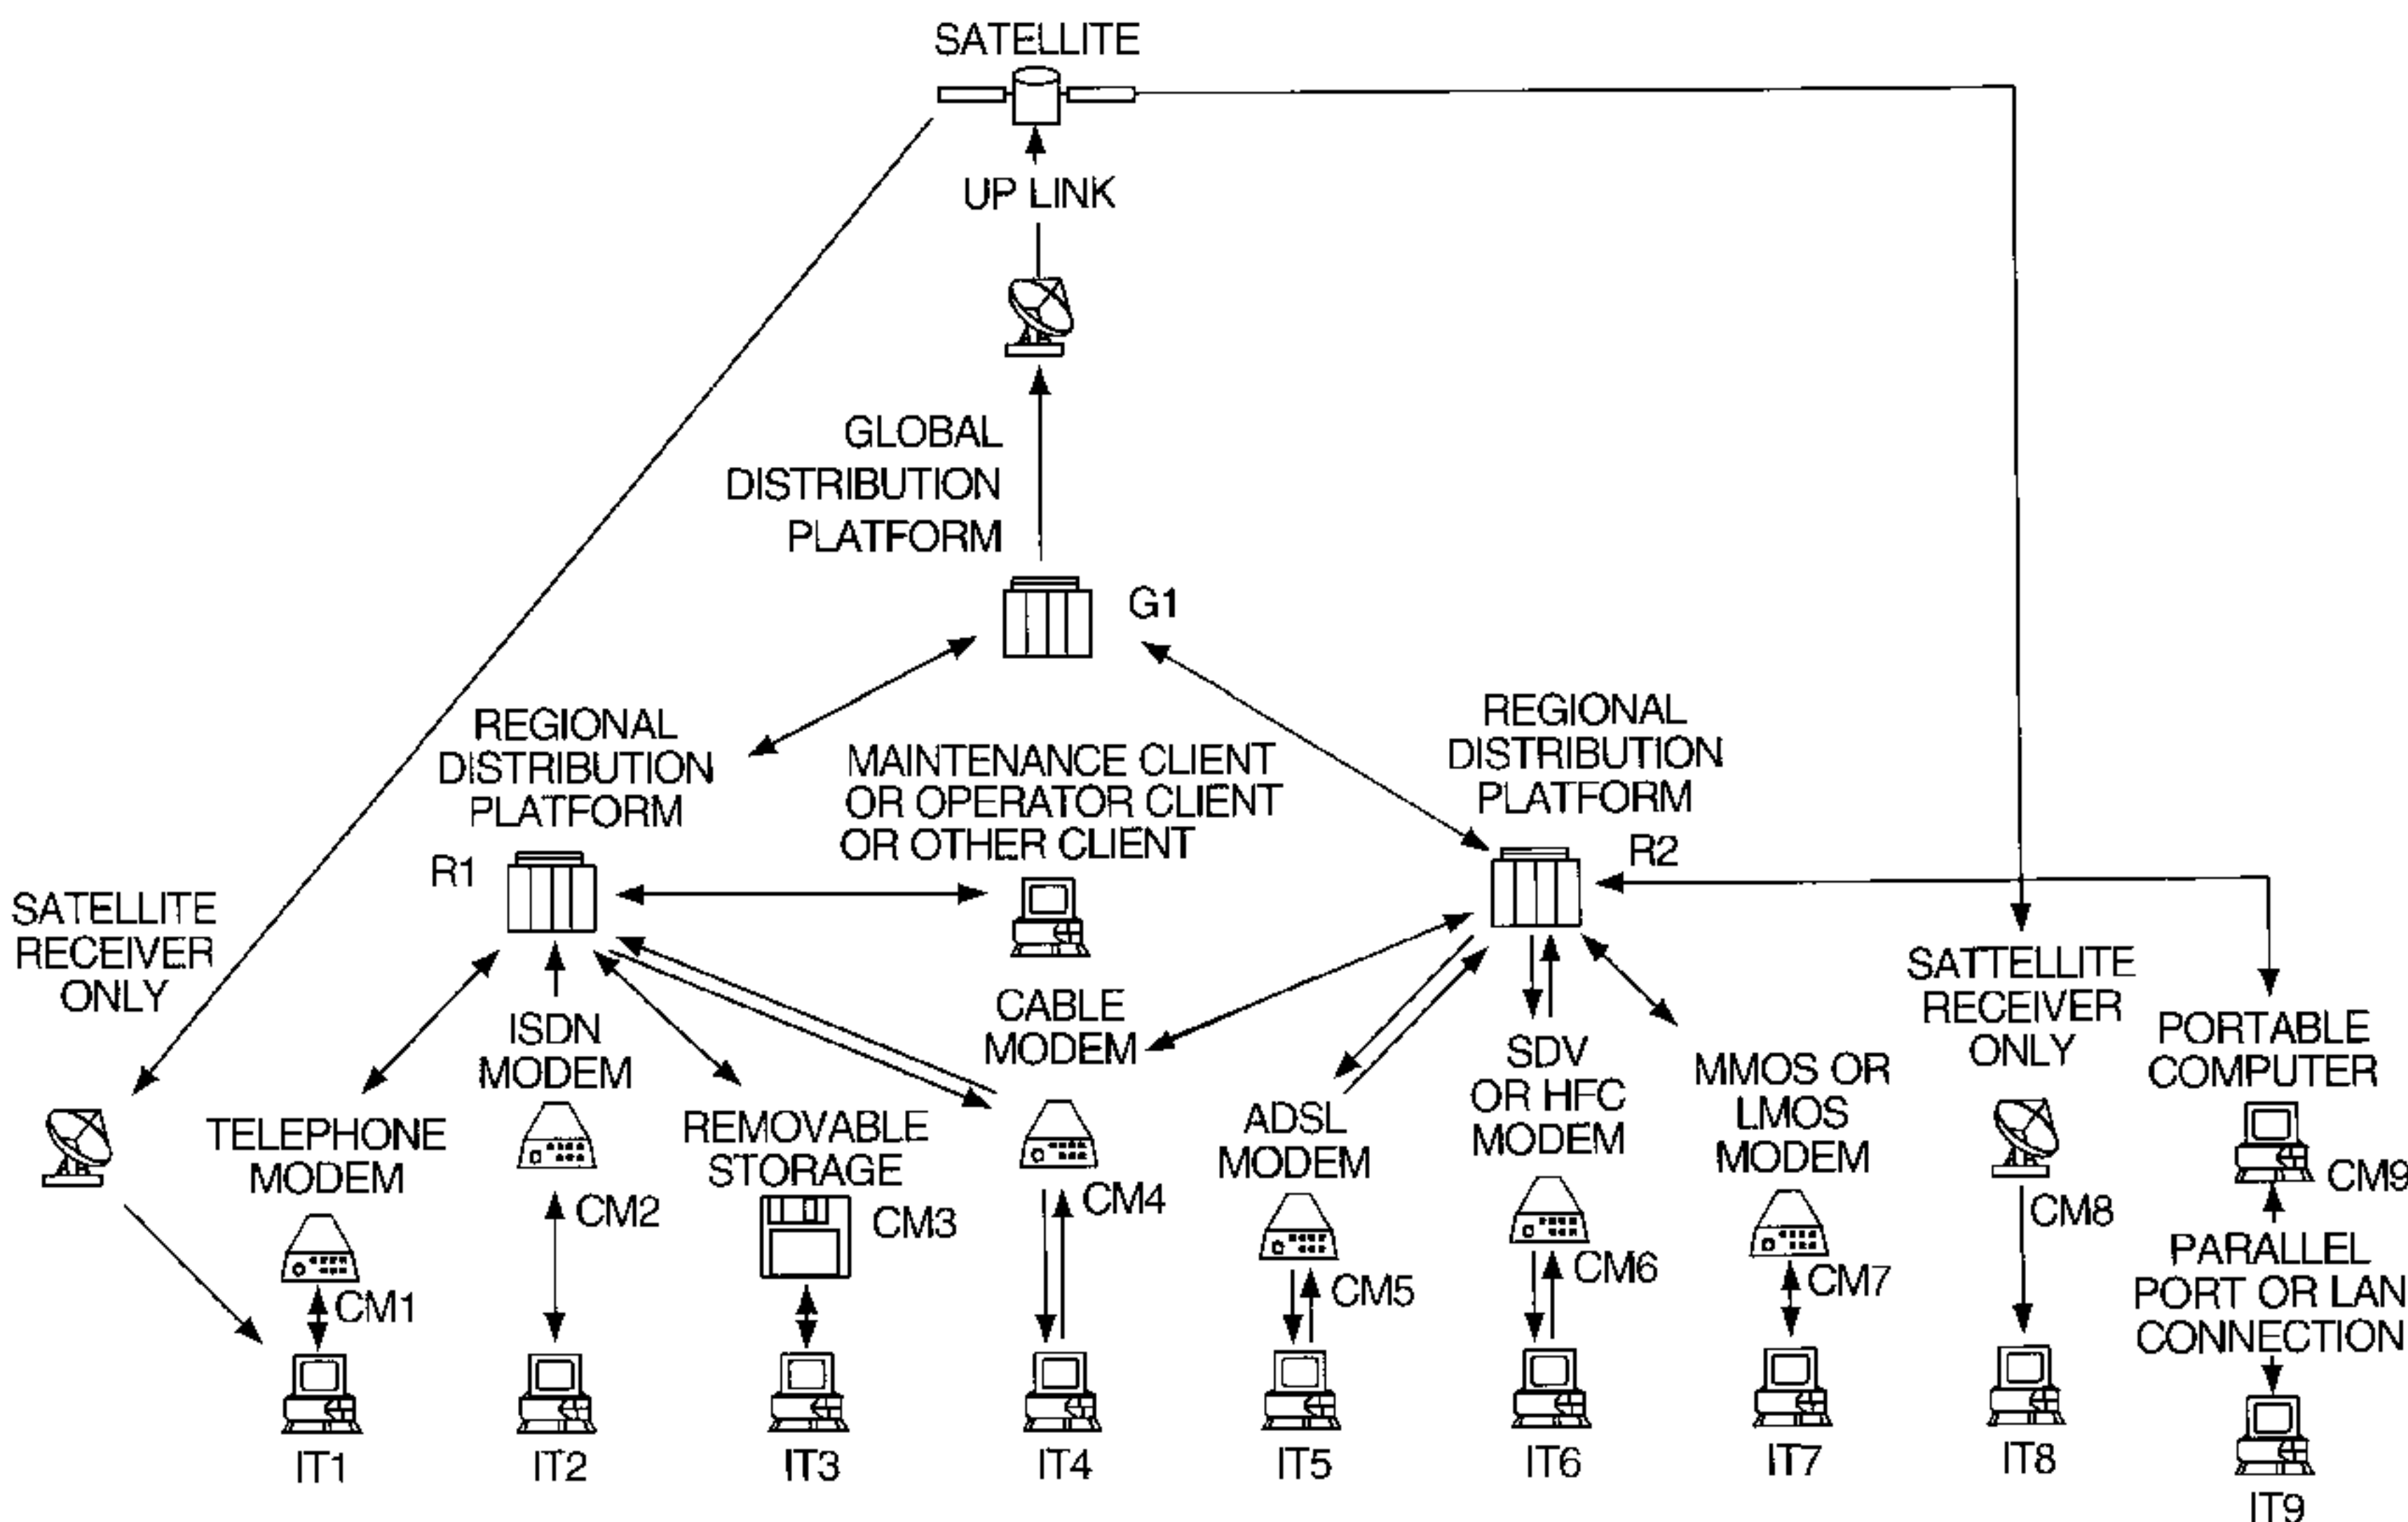 SATELLITE
UP LINK
GLOBAL
DISTRIBUTION
PLATFORM
G1
REGIONAL
DISTRIBUTION
PLATFORM
R1
MAINTENANCE CLIENT
OR OPERATOR CLIENT
OR OTHER CLIENT
REGIONAL
DISTRIBUTION
PLATFORM
R2
SATELLITE
RECEIVER
ONLY
TELEPHONE
MODEM
CM1
ISDN
MODEM
CM2
REMOVABLE
STORAGE
CM3
CABLE
MODEM
CM4
ADSL
MODEM
CM5
SDV
OR HFC
MODEM
CM6
MMOS OR
LMOS
MODEM
CM7
SATTELLITE
RECEIVER
ONLY
CM8
PORTABLE
COMPUTER
CM9
PARALLEL
PORT OR LAN
CONNECTION
IT1
IT2
IT3
IT4
IT5
IT6
IT7
IT8
IT9